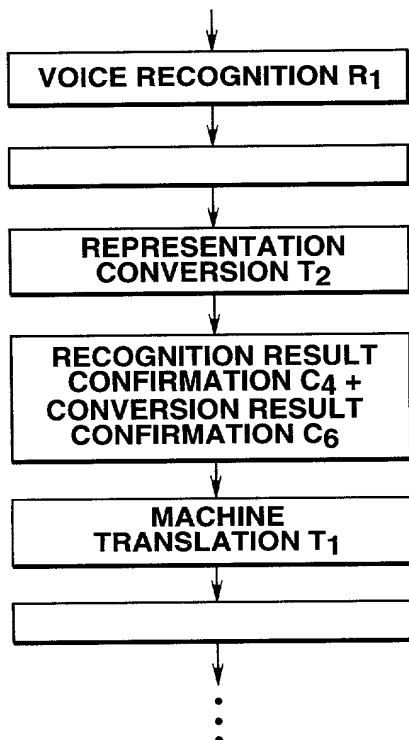 VOICE RECOGNITION R1
REPRESENTATION
CONVERSION T2
RECOGNITION RESULT
CONFIRMATION C4 +
CONVERSION RESULT
CONFIRMATION C6
MACHINE
TRANSLATION T1